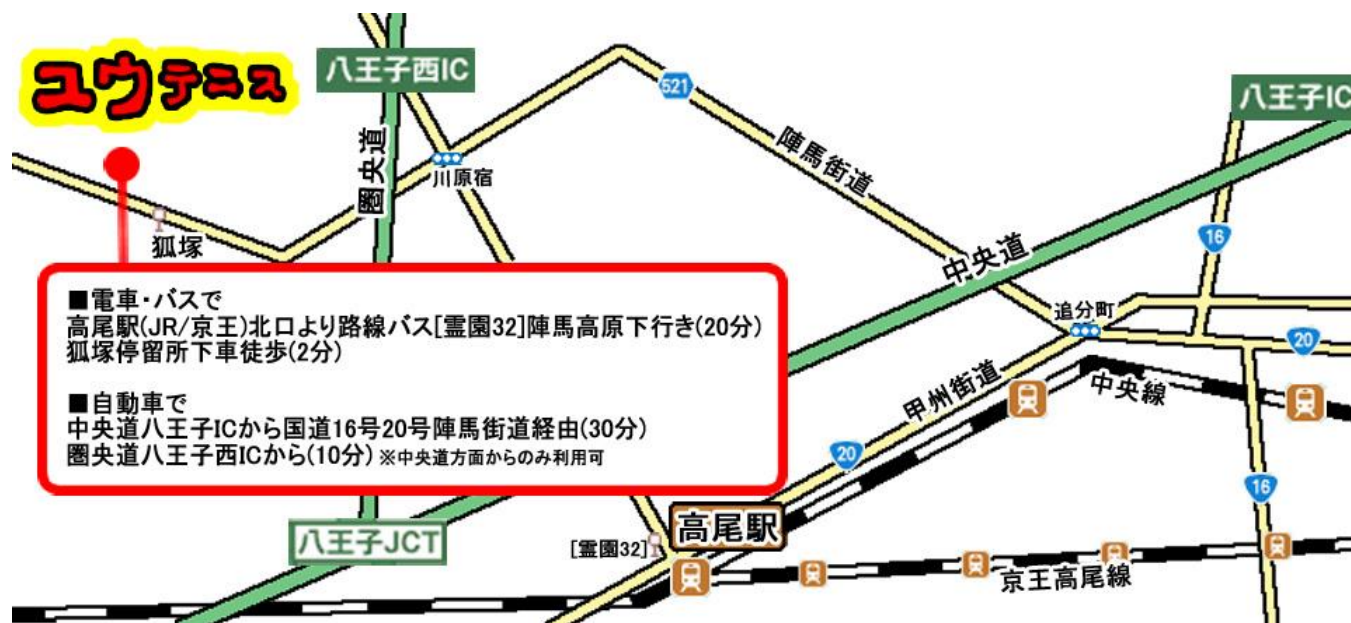 ユウテニス
八王子西IC
521
八王子IC
陣馬街道
圏央道
川原宿
16
狐塚
中央道
■電車・バスで
高尾駅(JR/京王)北口より路線バス[霊園32]陣馬高原下行き(20分)
狐塚停留所下車徒歩(2分)
■自動車で
中央道八王子ICから国道16号20号陣馬街道経由(30分)
圏央道八王子西ICから(10分)※中央道方面からのみ利用可
追分町
20
甲州街道
中央線
20
16
高尾駅
八王子JCT
[霊園32]
京王高尾線